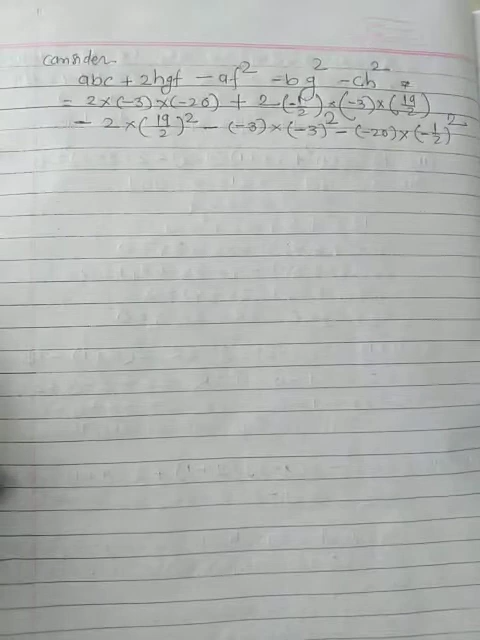 consider
abc + 2hgf - af² - bg² - ch²
= 2×(-3)×(-20) + 2(-1/2)×(-3)×(19/2)
- 2×(19/2)² - (-3)×(-3)² - (-20)×(-1/2)²